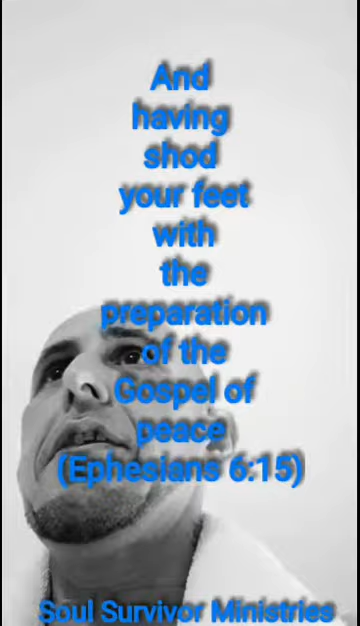 And
having
shod
your feet
with
the
preparation
of the
Gospel of
peace
(Ephesians 6:15)
Soul Survivor Ministries